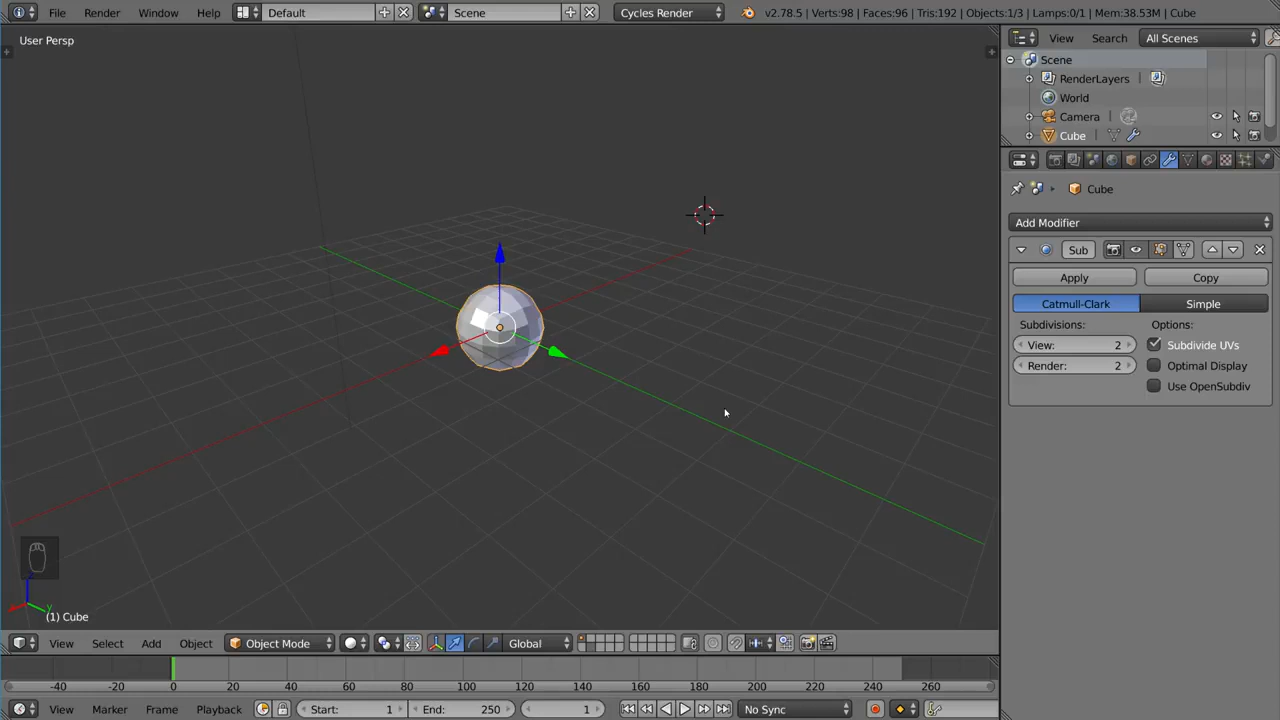 File Render Window Help Default Scene Cycles Render v2.78.5 | Verts:98 | Faces:96 | Tris:192 | Objects:1/3 | Lamps:0/1 | Mem:38.53M | Cube
User Persp
View Search All Scenes
Scene
RenderLayers
World
Camera
Cube
Cube
Add Modifier
Sub
Apply Copy
Catmull-Clark Simple
Subdivisions: Options:
View: 2 Subdivide UVs
Render: 2 Optimal Display
Use OpenSubdiv
y
(1) Cube
View Select Add Object Object Mode Global
-40 -20 0 20 40 60 80 100 120 140 160 180 200 220 240 260
View Marker Frame Playback Start: 1 End: 250 1 No Sync